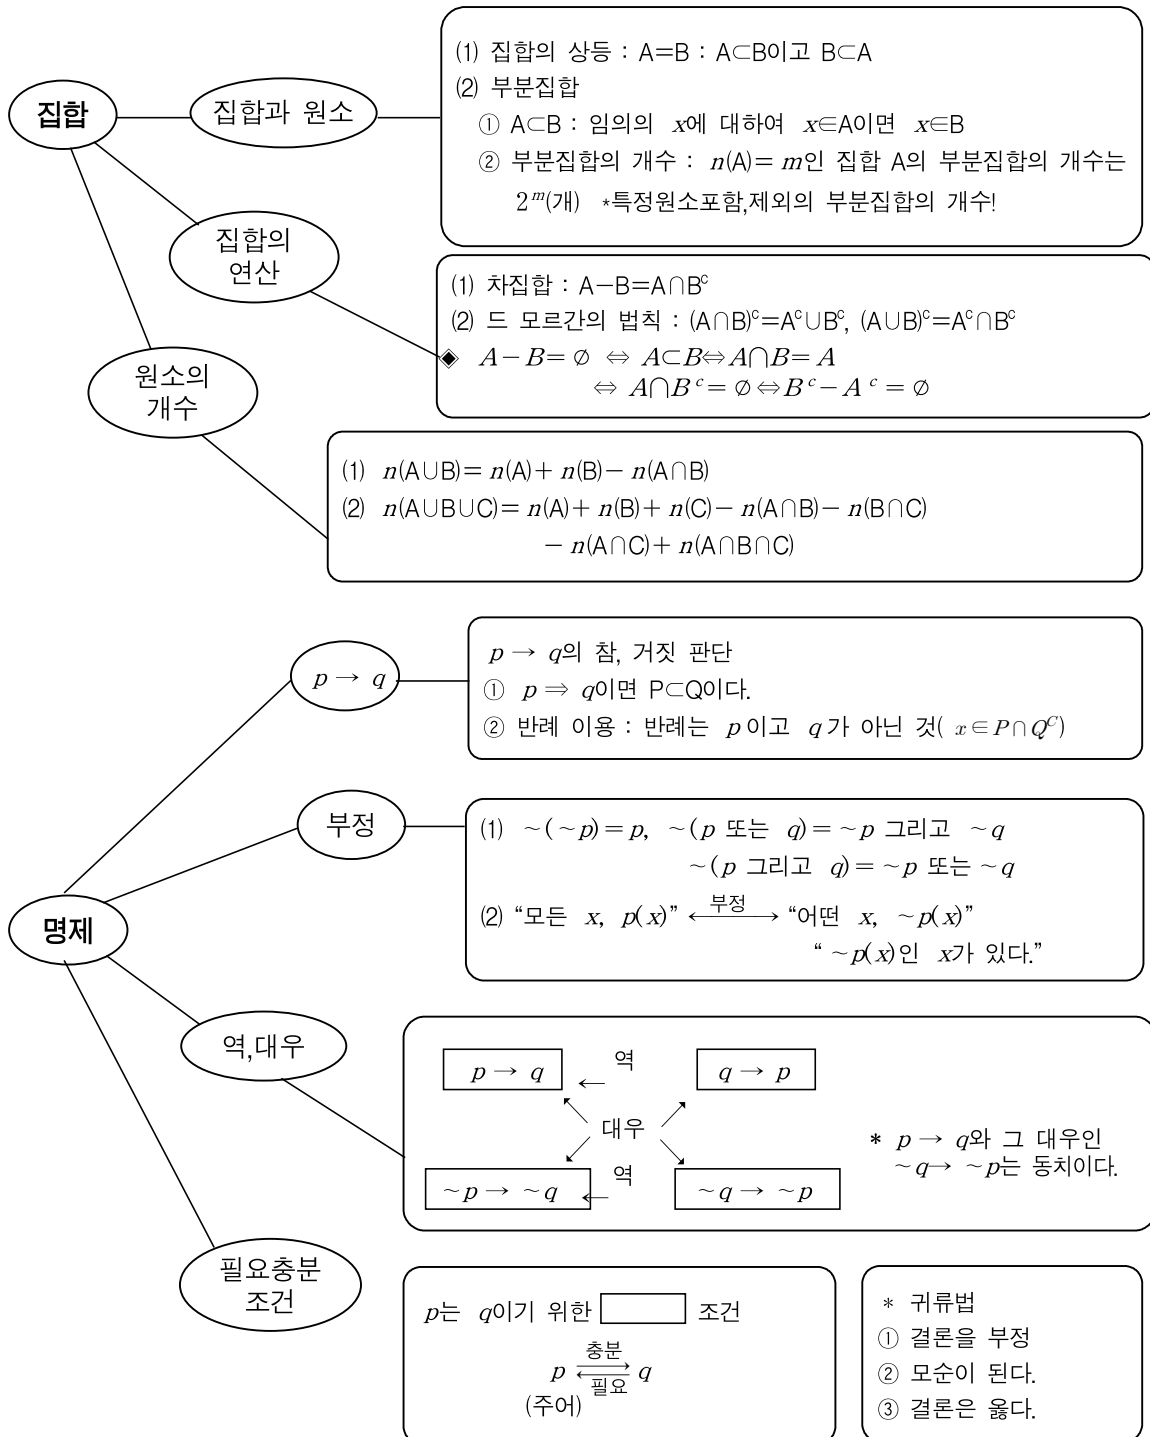 집합
집합과 원소
(1) 집합의 상등 : A=B : A⊂B이고 B⊂A
(2) 부분집합
① A⊂B : 임의의 x에 대하여 x∈A이면 x∈B
② 부분집합의 개수 : n(A)= m인 집합 A의 부분집합의 개수는
2^m(개) *특정원소포함,제외의 부분집합의 개수!
집합의
연산
(1) 차집합 : A−B=A∩B^c
(2) 드 모르간의 법칙 : (A∩B)^c=A^c∪B^c, (A∪B)^c=A^c∩B^c
◈ A−B=∅ ⇔ A⊂B⇔A∩B=A
⇔ A∩B^c=∅⇔B^c−A^c=∅
원소의
개수
(1) n(A∪B)= n(A)+ n(B)− n(A∩B)
(2) n(A∪B∪C)= n(A)+ n(B)+ n(C)− n(A∩B)− n(B∩C)
− n(A∩C)+ n(A∩B∩C)
명제
p → q
p → q의 참, 거짓 판단
① p ⇒ q이면 P⊂Q이다.
② 반례 이용 : 반례는 p이고 q가 아닌 것( x∈P∩Q^C)
부정
(1) ~(~p)=p, ~(p 또는 q)=~p 그리고 ~q
~(p 그리고 q)=~p 또는 ~q
부정
(2) “모든 x, p(x)” ←→ “어떤 x, ~p(x)”
“ ~p(x)인 x가 있다.”
역,대우
역
p → q ← q → p
대우
* p → q와 그 대우인
~q→ ~p는 동치이다.
역
~p → ~q ← ~q → ~p
필요충분
조건
p는 q이기 위한 조건
충분
p ⇄ q
필요
(주어)
* 귀류법
① 결론을 부정
② 모순이 된다.
③ 결론은 옳다.